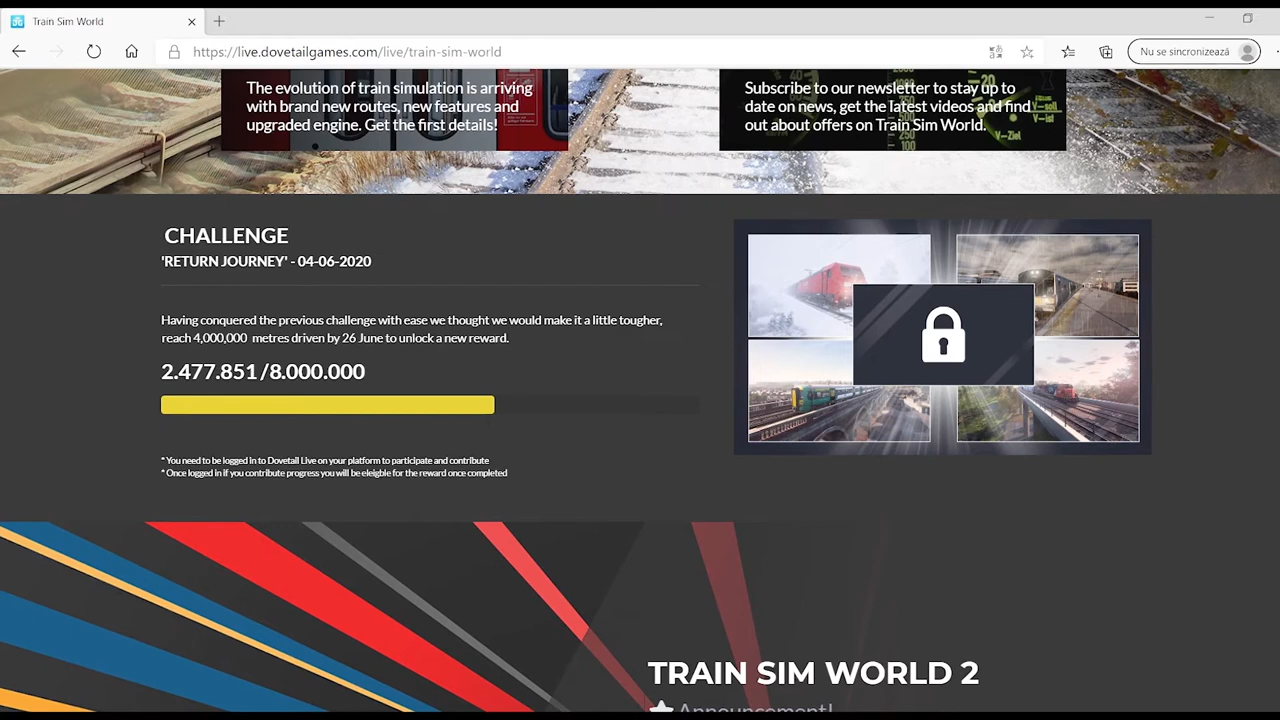 Train Sim World
https://live.dovetailgames.com/live/train-sim-world
Nu se sincronizează
The evolution of train simulation is arriving
with brand new routes, new features and
upgraded engine. Get the first details!
Subscribe to our newsletter to stay up to
date on news, get the latest videos and find
out about offers on Train Sim World.
20
V-soll
V-ist
V-Ziel
250
100
CHALLENGE
'RETURN JOURNEY' - 04-06-2020
Having conquered the previous challenge with ease we thought we would make it a little tougher,
reach 4,000,000 metres driven by 26 June to unlock a new reward.
2.477.851/8.000.000
* You need to be logged in to Dovetail Live on your platform to participate and contribute
* Once logged in if you contribute progress you will be eleigble for the reward once completed
TRAIN SIM WORLD 2
Announcement!